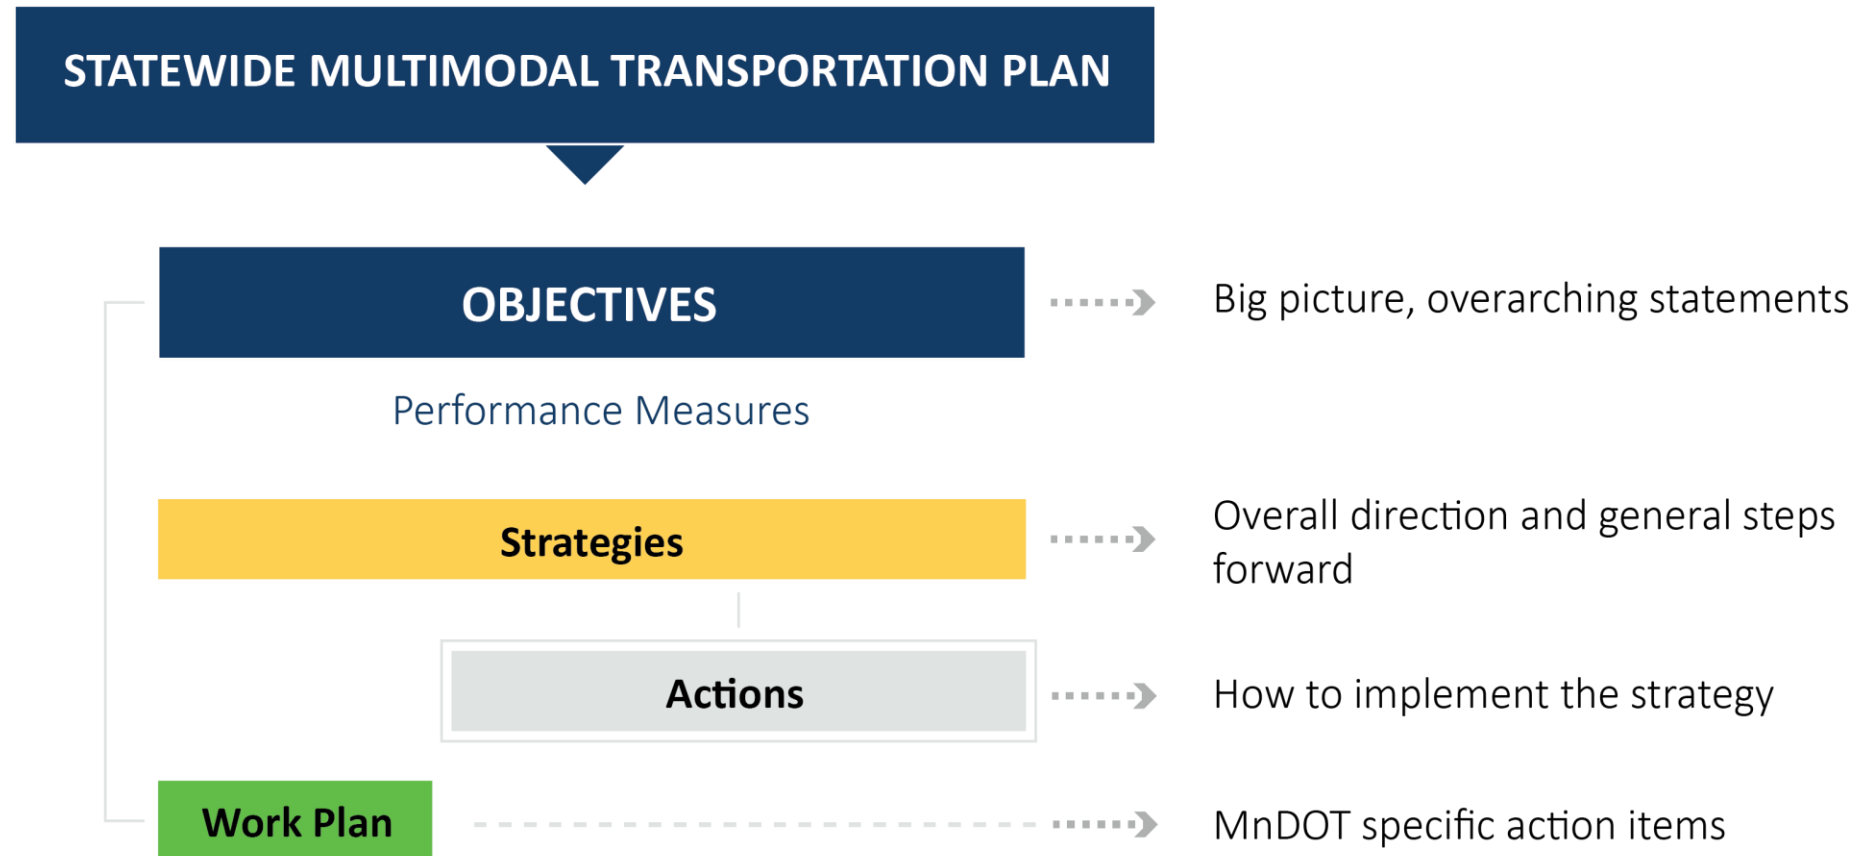 STATEWIDE MULTIMODAL TRANSPORTATION PLAN
OBJECTIVES
Big picture, overarching statements
Performance Measures
Strategies
Overall direction and general steps
forward
Actions
How to implement the strategy
Work Plan
MnDOT specific action items